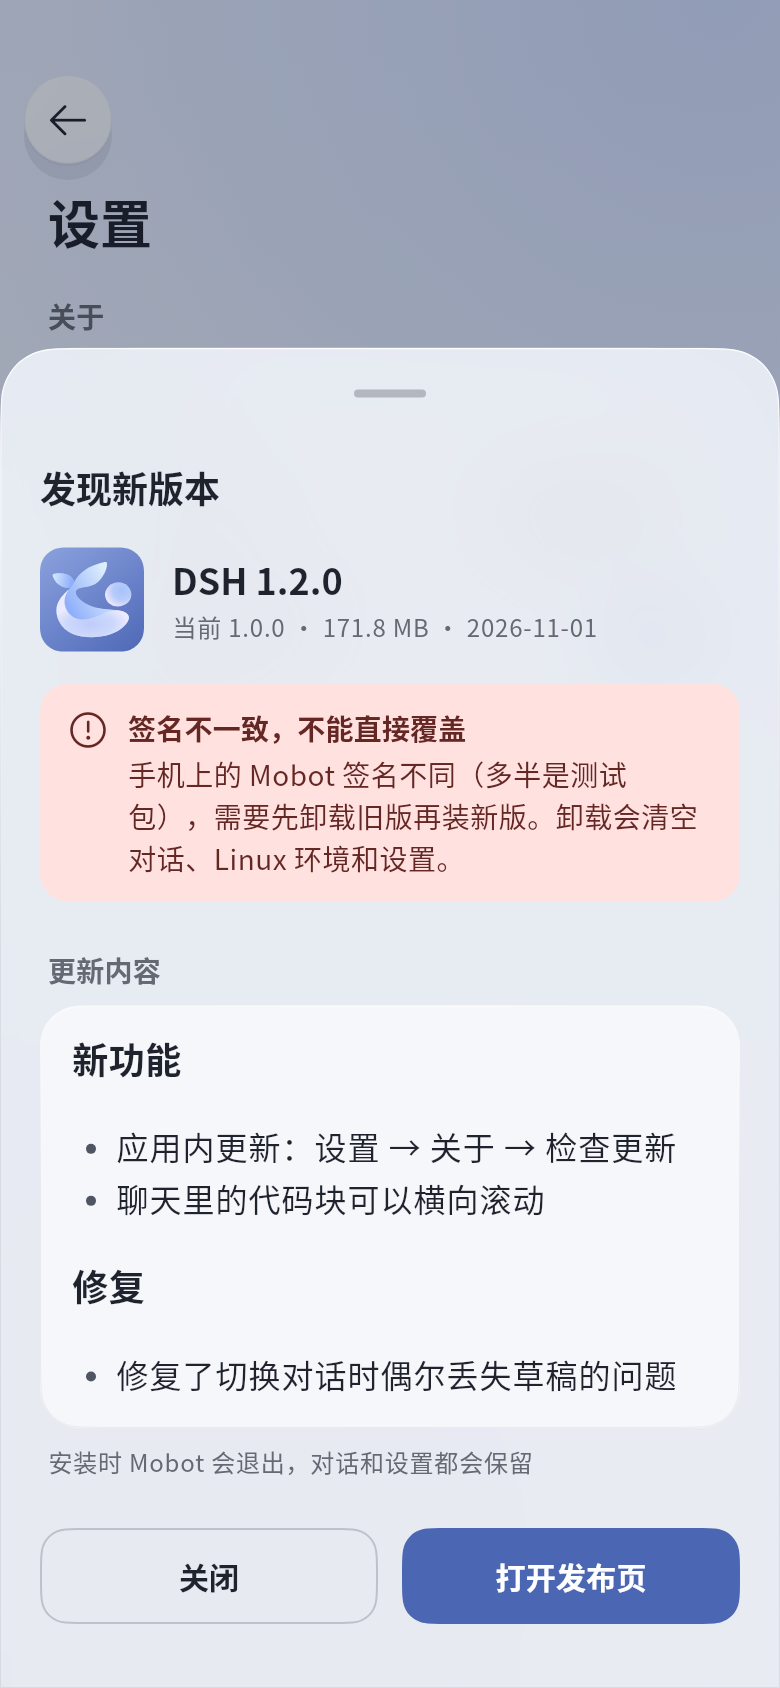 设置
关于
发现新版本
DSH 1.2.0
当前 1.0.0 · 171.8 MB · 2026-11-01
签名不一致，不能直接覆盖
手机上的 Mobot 签名不同（多半是测试
包），需要先卸载旧版再装新版。卸载会清空
对话、Linux 环境和设置。
更新内容
新功能
• 应用内更新：设置 → 关于 → 检查更新
• 聊天里的代码块可以横向滚动
修复
• 修复了切换对话时偶尔丢失草稿的问题
安装时 Mobot 会退出，对话和设置都会保留
关闭
打开发布页